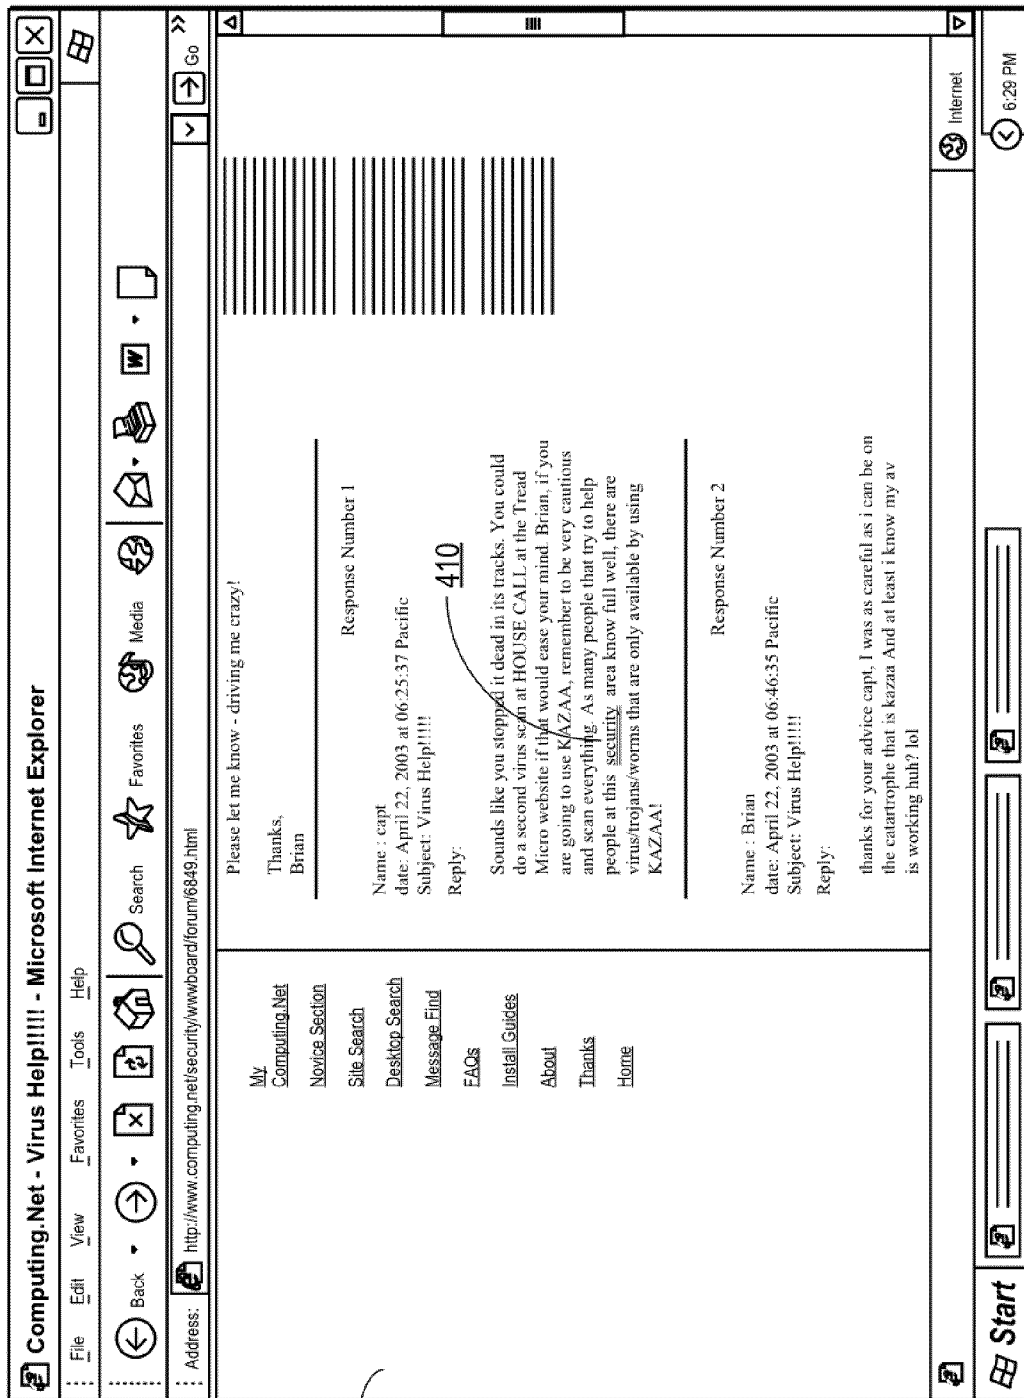 Computing.Net - Virus Help!!!!! - Microsoft Internet Explorer
File Edit View Favorites Tools Help
Back Search Favorites Media W
Address: http://www.computing.net/security/wwwboard/forum/6849.html Go
My
Computing.Net
Novice Section
Site Search
Desktop Search
Message Find
FAQs
Install Guides
About
Thanks
Home
Please let me know - driving me crazy!
Thanks,
Brian
Response Number 1
Name : capt
date: April 22, 2003 at 06:25:37 Pacific
Subject: Virus Help!!!!!
Reply:
410
Sounds like you stopped it dead in its tracks. You could
do a second virus scan at HOUSE CALL at the Tread
Micro website if that would ease your mind. Brian, if you
are going to use KAZAA, remember to be very cautious
and scan everything. As many people that try to help
people at this security area know full well, there are
virus/trojans/worms that are only available by using
KAZAA!
Response Number 2
Name : Brian
date: April 22, 2003 at 06:46:35 Pacific
Subject: Virus Help!!!!!
Reply:
thanks for your advice capt, I was as careful as i can be on
the catartrophe that is kazaa And at least i know my av
is working huh? lol
Internet
Start 6:29 PM